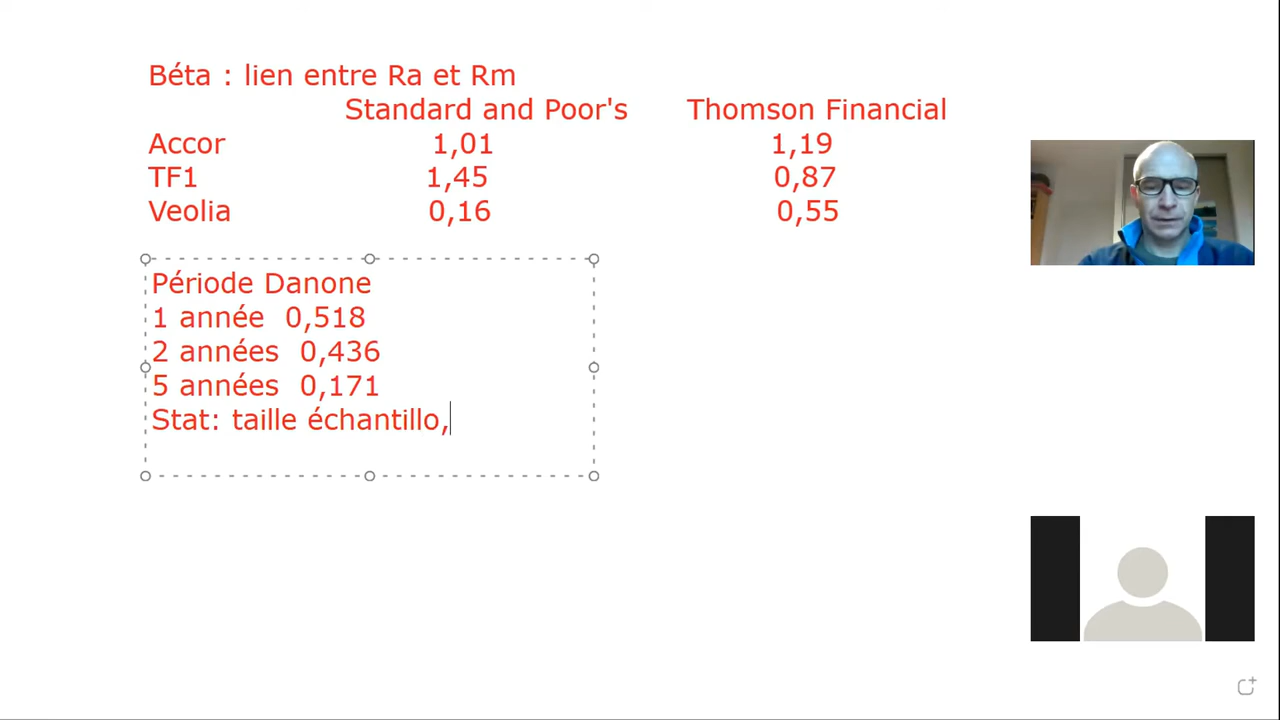 Béta : lien entre Ra et Rm
Standard and Poor's Thomson Financial
Accor 1,01 1,19
TF1 1,45 0,87
Veolia 0,16 0,55
Période Danone
1 année 0,518
2 années 0,436
5 années 0,171
Stat: taille échantillo,